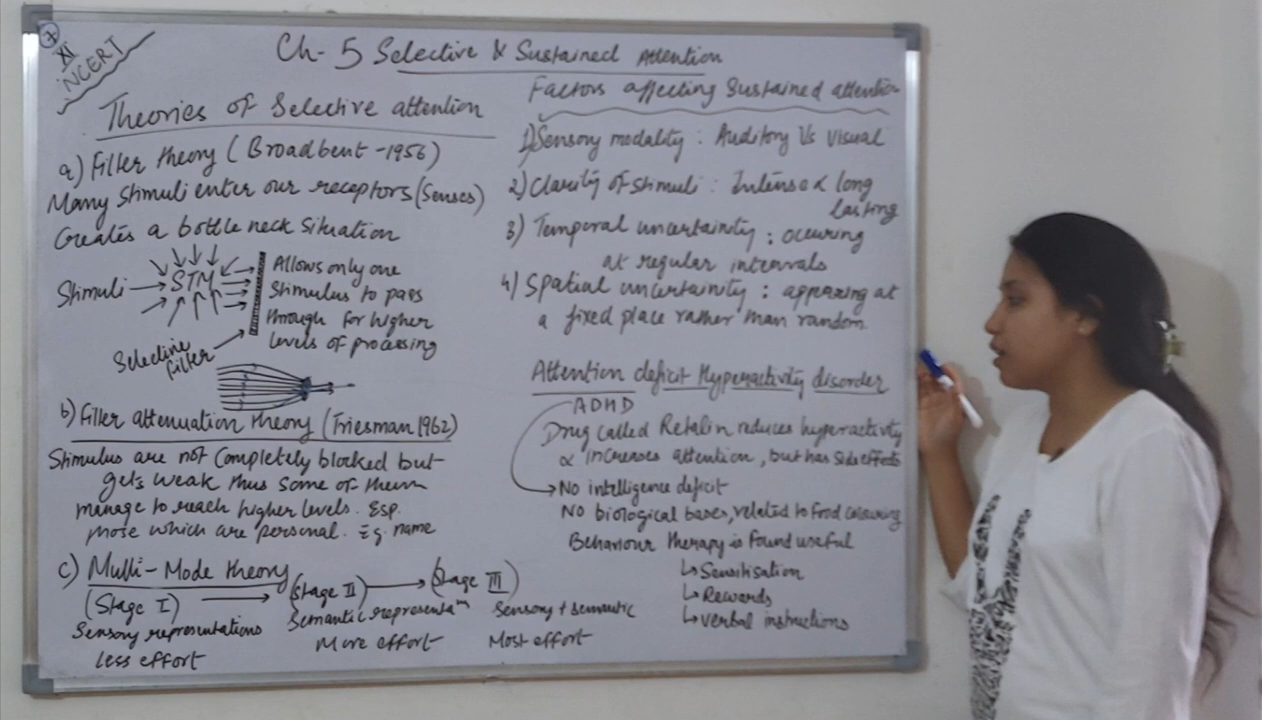 7
XI
NCERT
Ch- 5 Selective & Sustained Attention
Theories of Selective attention
a) Filter theory ( Broadbent -1956)
Many Stimuli enter our receptors (Senses)
Creates a bottle neck Situation
Stimuli → STM
Allows only one
Stimulus to pass
through for higher
levels of processing
Selective
filter
b) Filter attenuation theory (Triesman 1962)
Stimulus are not Completely blocked but
gets weak thus some of them
manage to reach higher levels. Esp.
those which are personal. Eg. name
c) Multi-Mode theory
(Stage I) → (Stage II) → (Stage III)
Sensory representations
Less effort
Semantic representatn
More effort
Sensory + semantic
Most effort
Factors affecting Sustained attention
1) Sensory modality : Auditory Vs visual
2) Clarity of stimuli : Intense & long
lasting
3) Temporal uncertainity : occuring
at regular intervals
4) Spatial uncertainity : appearing at
a fixed place rather than random
Attention deficit Hyperactivity disorder
ADHD
Drug called Retalin reduces hyperactivity
& increases attention, but has side effects
→ No intelligence deficit
No biological bases, related to food colouring
Behaviour therapy is found useful
↳ Sensitisation
↳ Rewards
↳ Verbal instructions